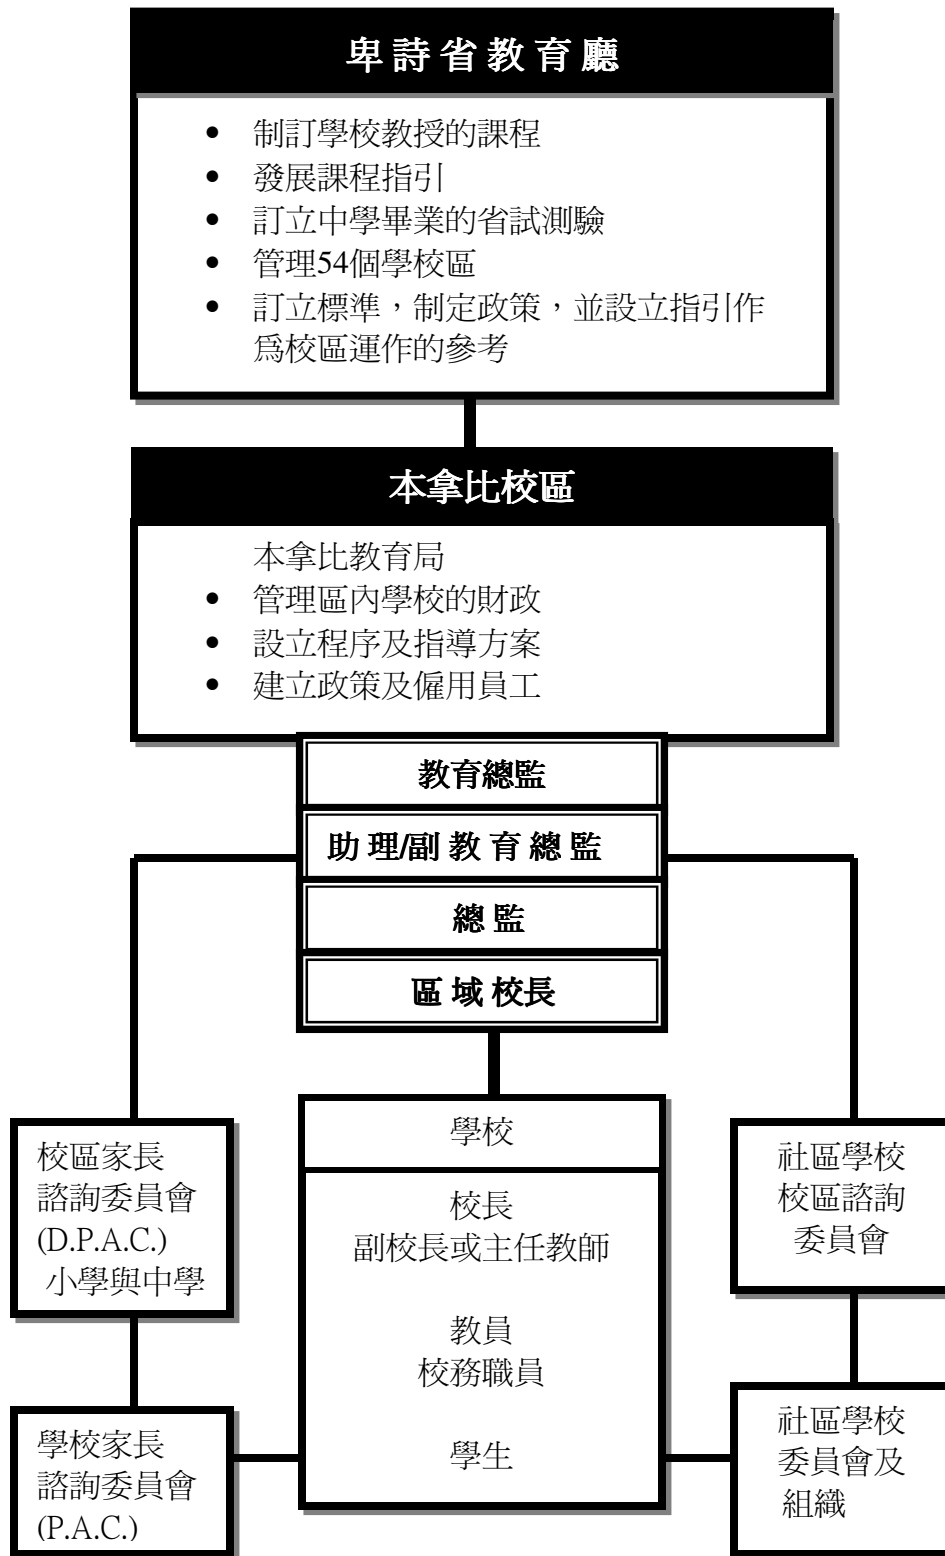 卑詩省教育廳
• 制訂學校教授的課程
• 發展課程指引
• 訂立中學畢業的省試測驗
• 管理54個學校區
• 訂立標準，制定政策，並設立指引作
爲校區運作的參考
本拿比校區
本拿比教育局
• 管理區內學校的財政
• 設立程序及指導方案
• 建立政策及僱用員工
教育總監
助理/副教育總監
總監
區域校長
校區家長
諮詢委員會
(D.P.A.C.)
小學與中學
學校
校長
副校長或主任教師
教員
校務職員
學生
社區學校
校區諮詢
委員會
學校家長
諮詢委員會
(P.A.C.)
社區學校
委員會及
組織